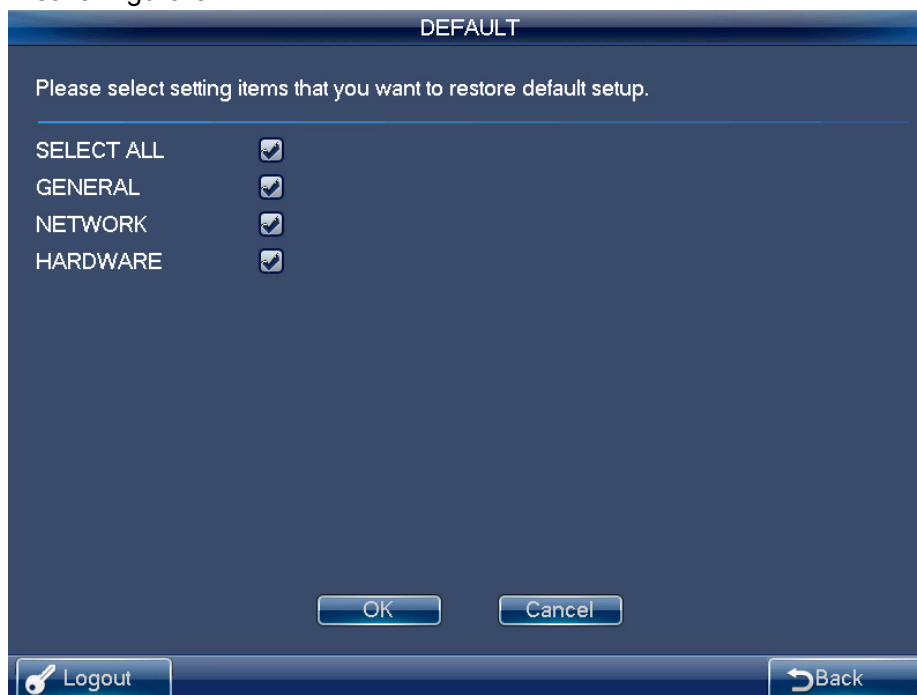 DEFAULT
Please select setting items that you want to restore default setup.
SELECT ALL
GENERAL
NETWORK
HARDWARE
OK Cancel
Logout Back